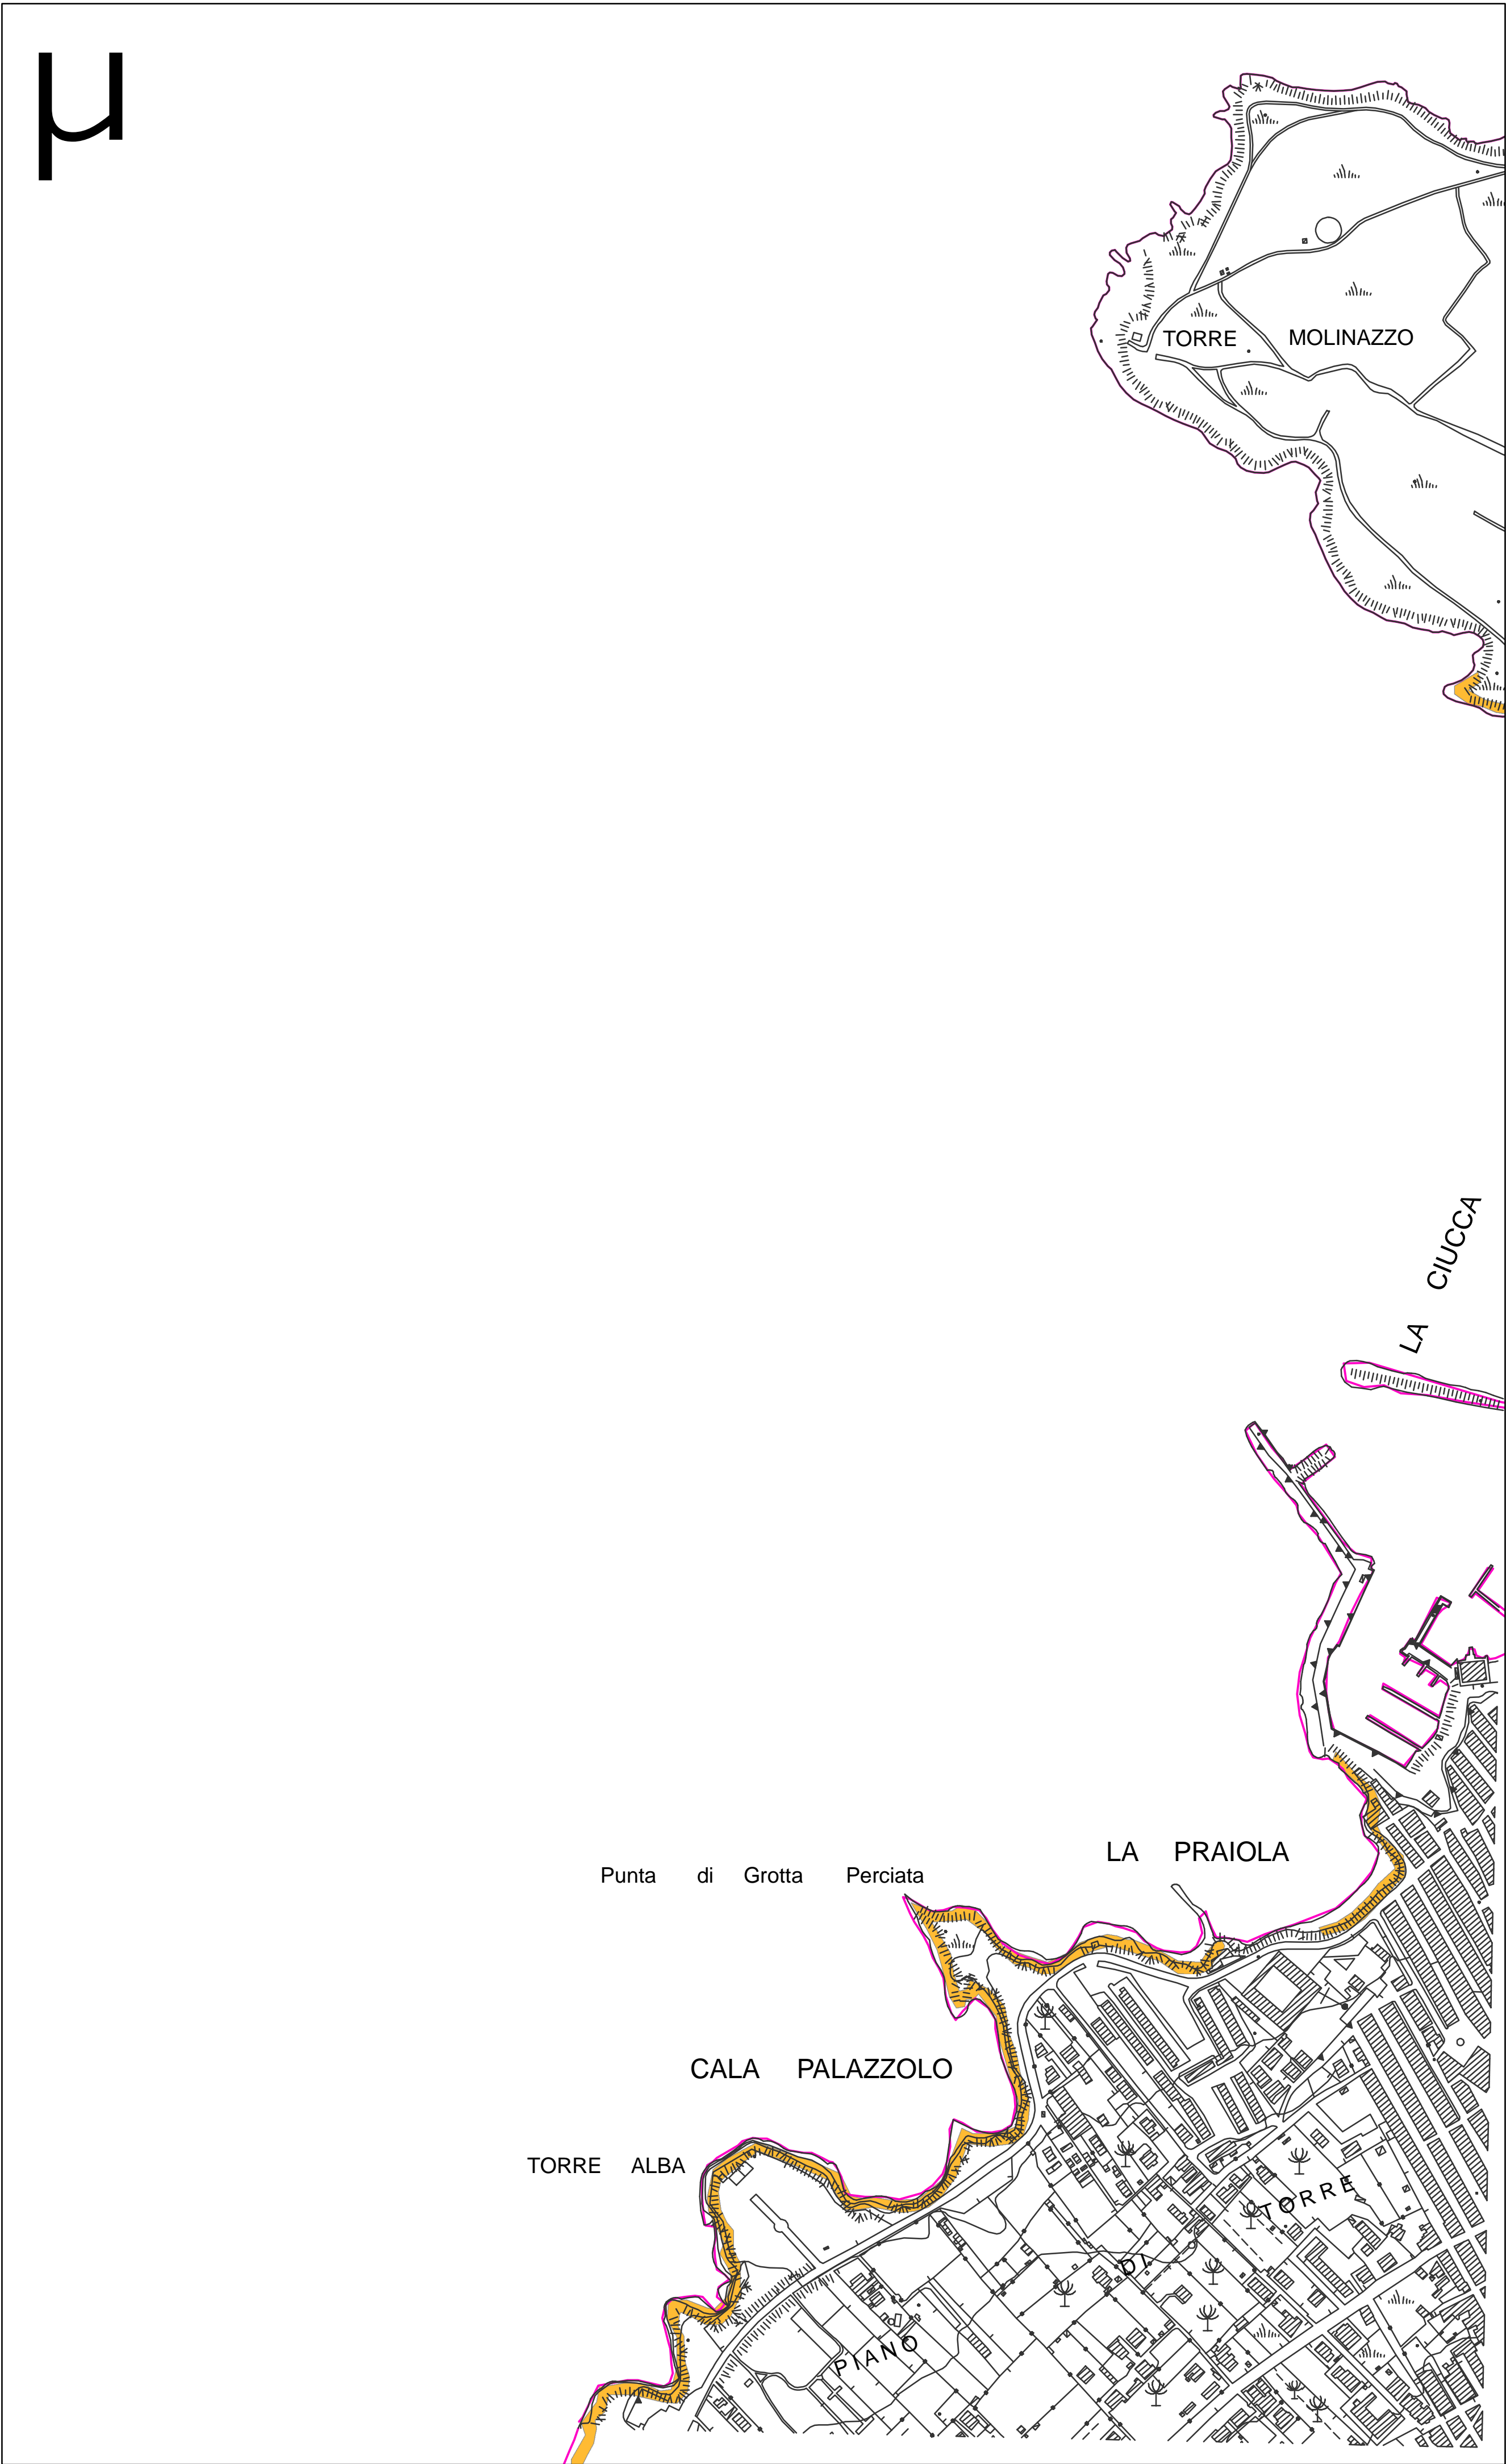 µ
TORRE MOLINAZZO
LA CIUCCA
LA PRAIOLA
Punta di Grotta Perciata
CALA PALAZZOLO
TORRE ALBA
PIANO DI TORRE